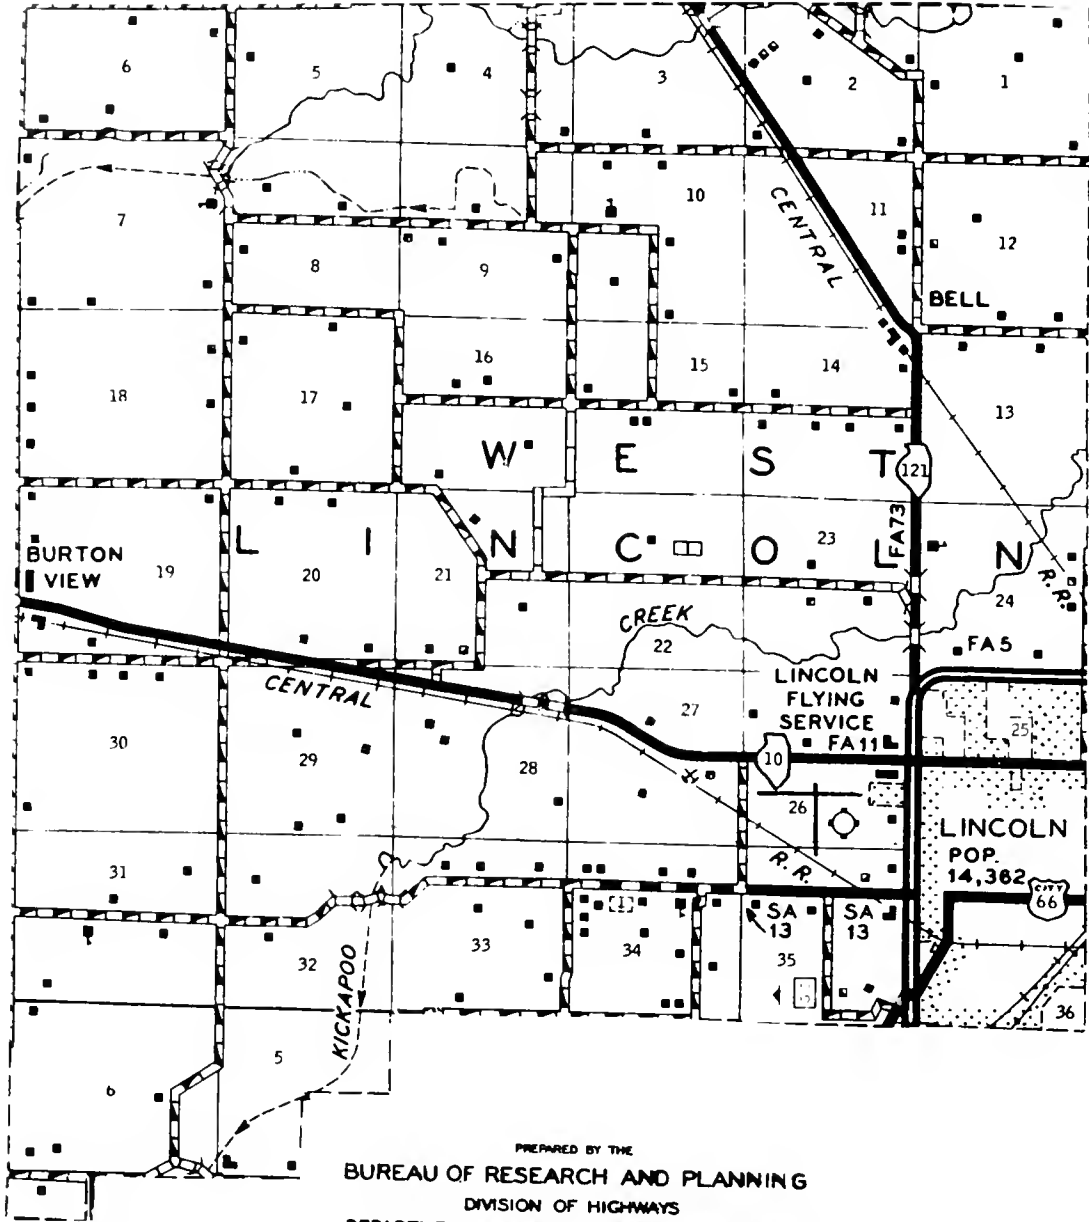 6
5
4
3
2
1
7
10
11
12
CENTRAL
8
9
BELL
18
17
16
15
14
13
W E S T
121
FA73
L I N C O L N
BURTON
VIEW
19
20
21
23
24
R.R.
CREEK
22
FA5
CENTRAL
LINCOLN
FLYING
SERVICE
FA11
27
25
30
29
28
10
26
LINCOLN
POP.
14,362
CITY
66
31
R.R.
SA
13
SA
13
32
33
34
35
36
KICKAPOO
5
6
PREPARED BY THE
BUREAU OF RESEARCH AND PLANNING
DIVISION OF HIGHWAYS